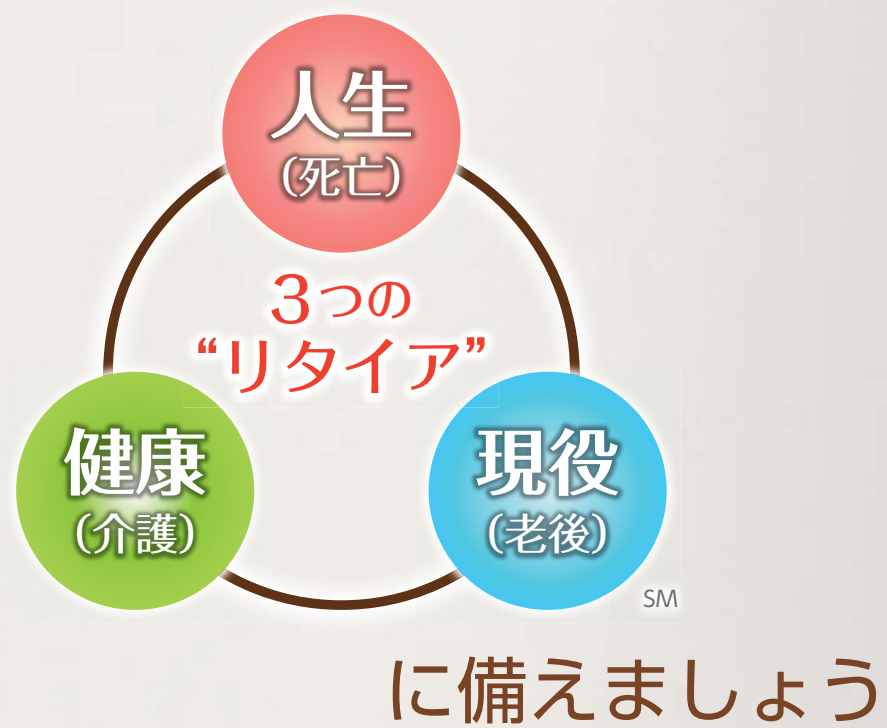 人生
（死亡）
3つの
“リタイア”
健康
（介護）
現役
（老後）
SM
に備えましょう